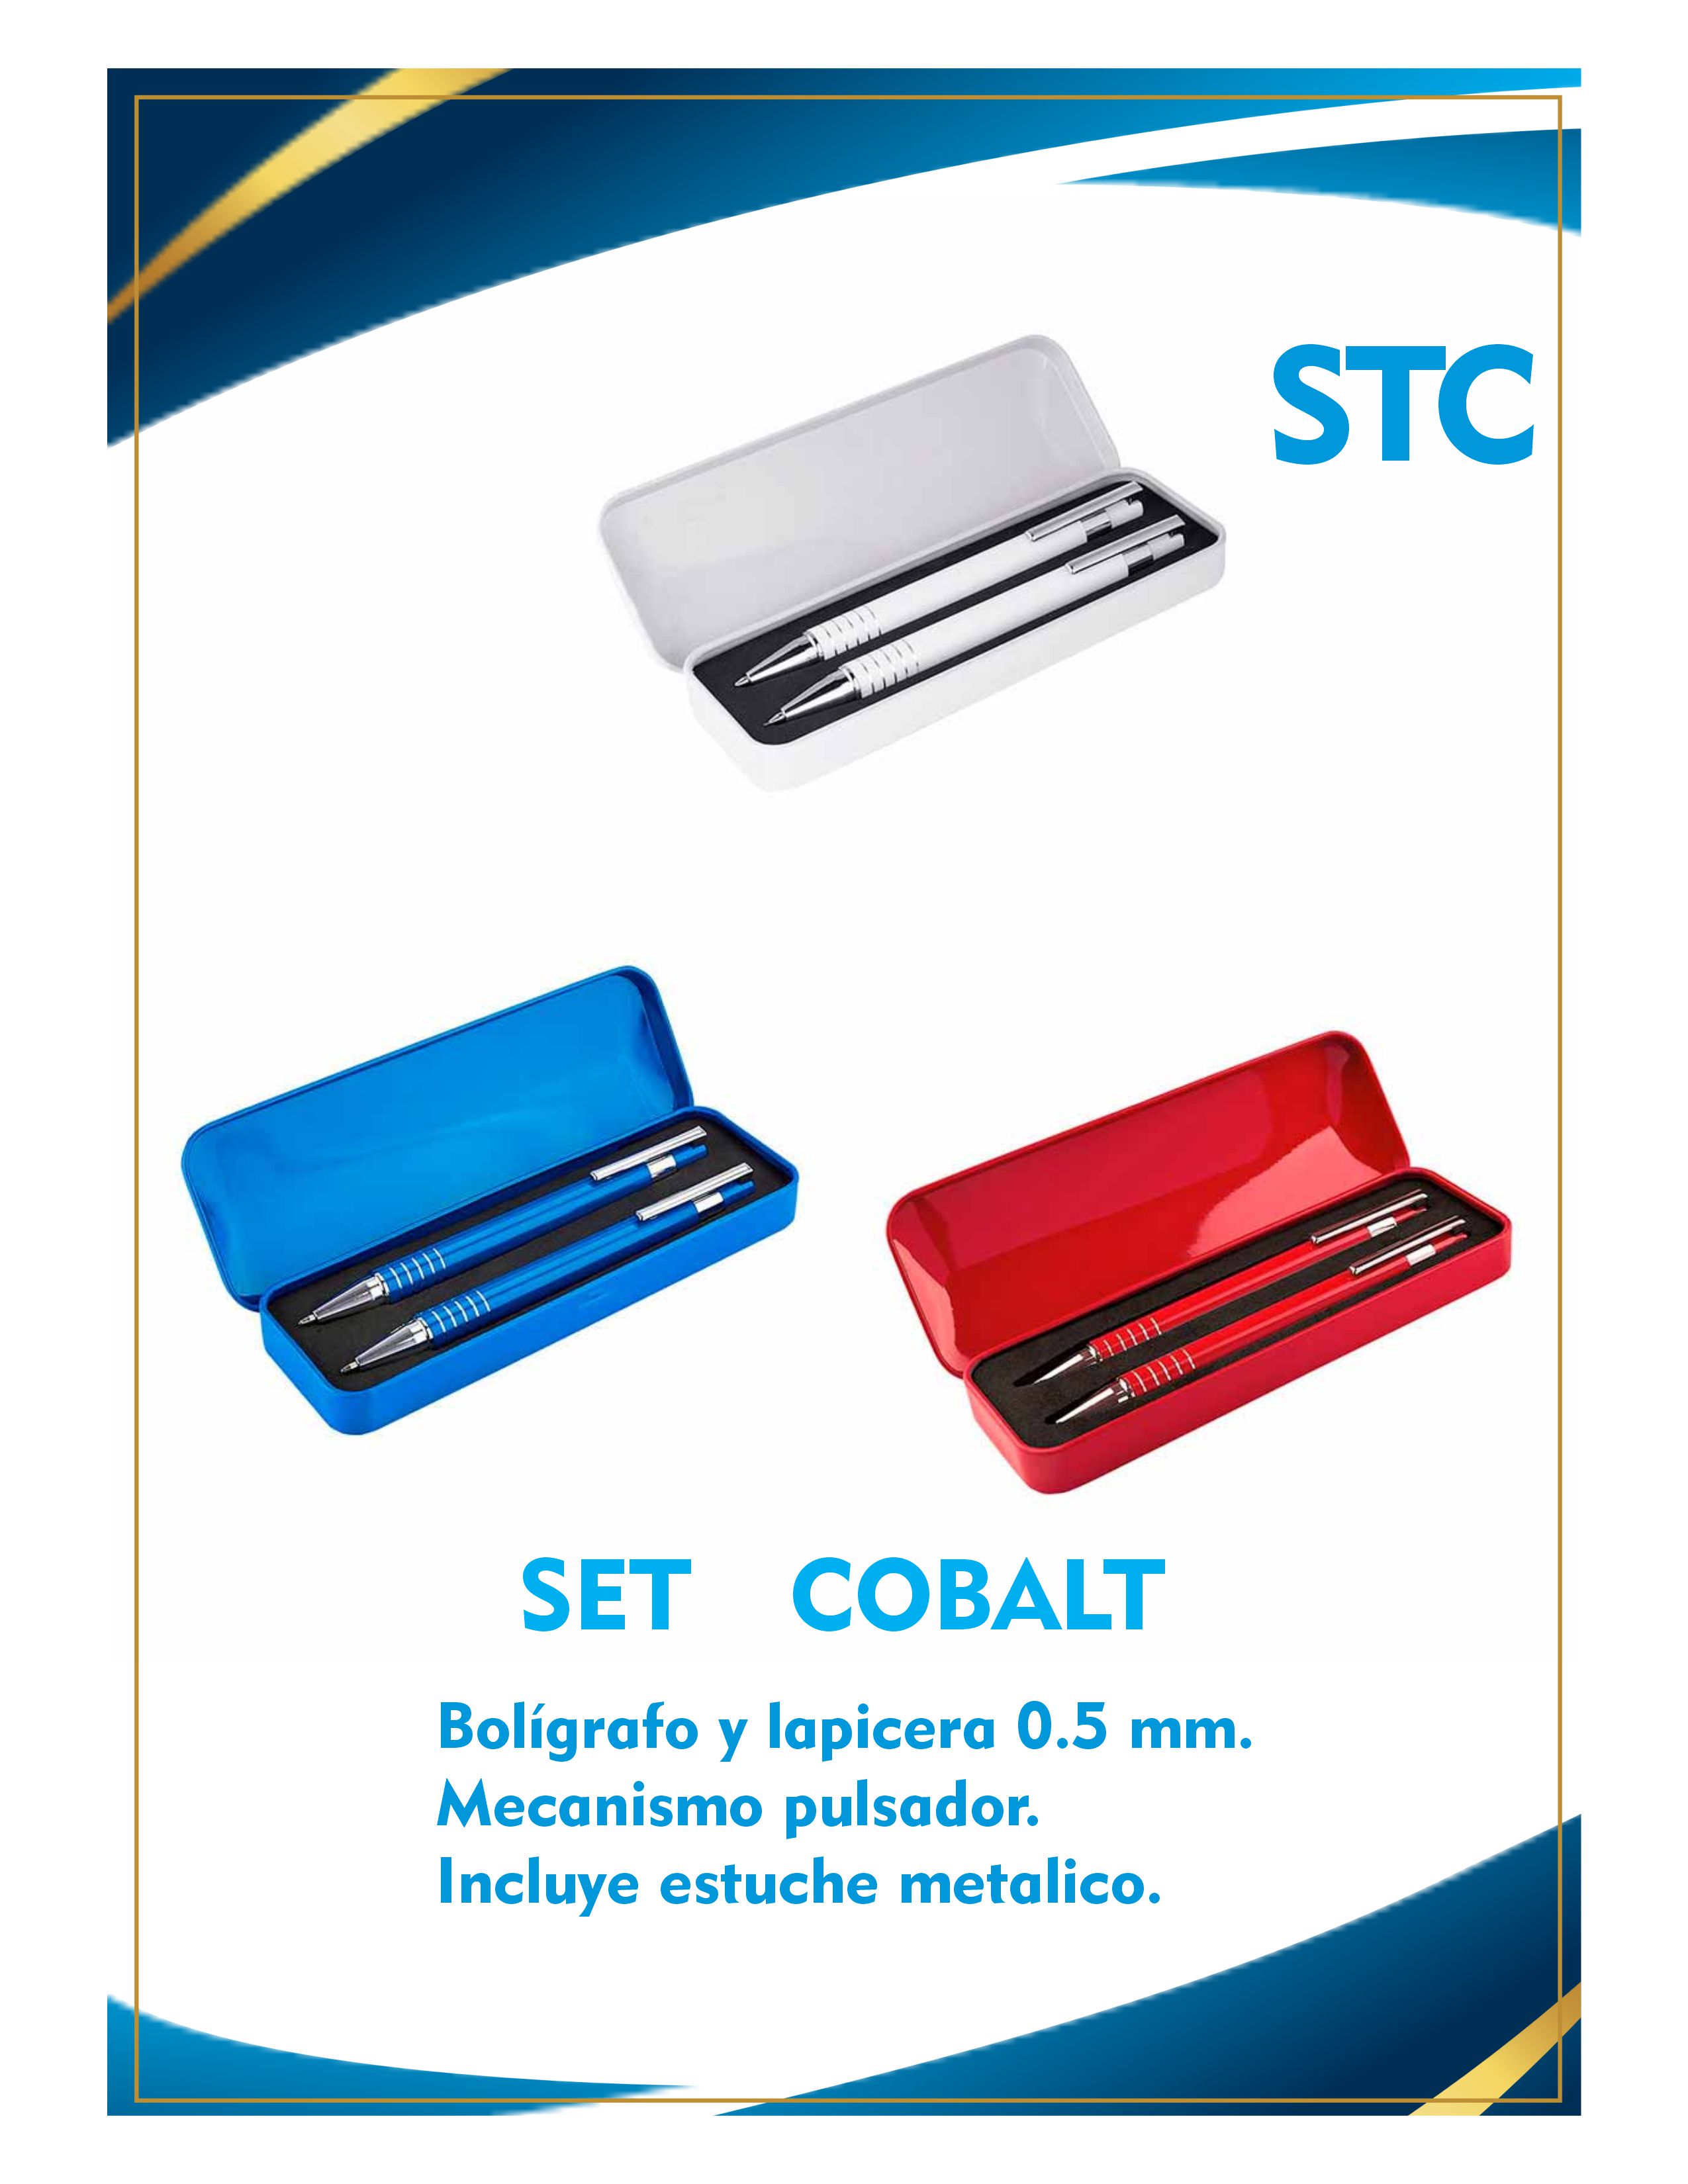 STC
SET COBALT
Bolígrafo y lapicera 0.5 mm.
Mecanismo pulsador.
Incluye estuche metalico.